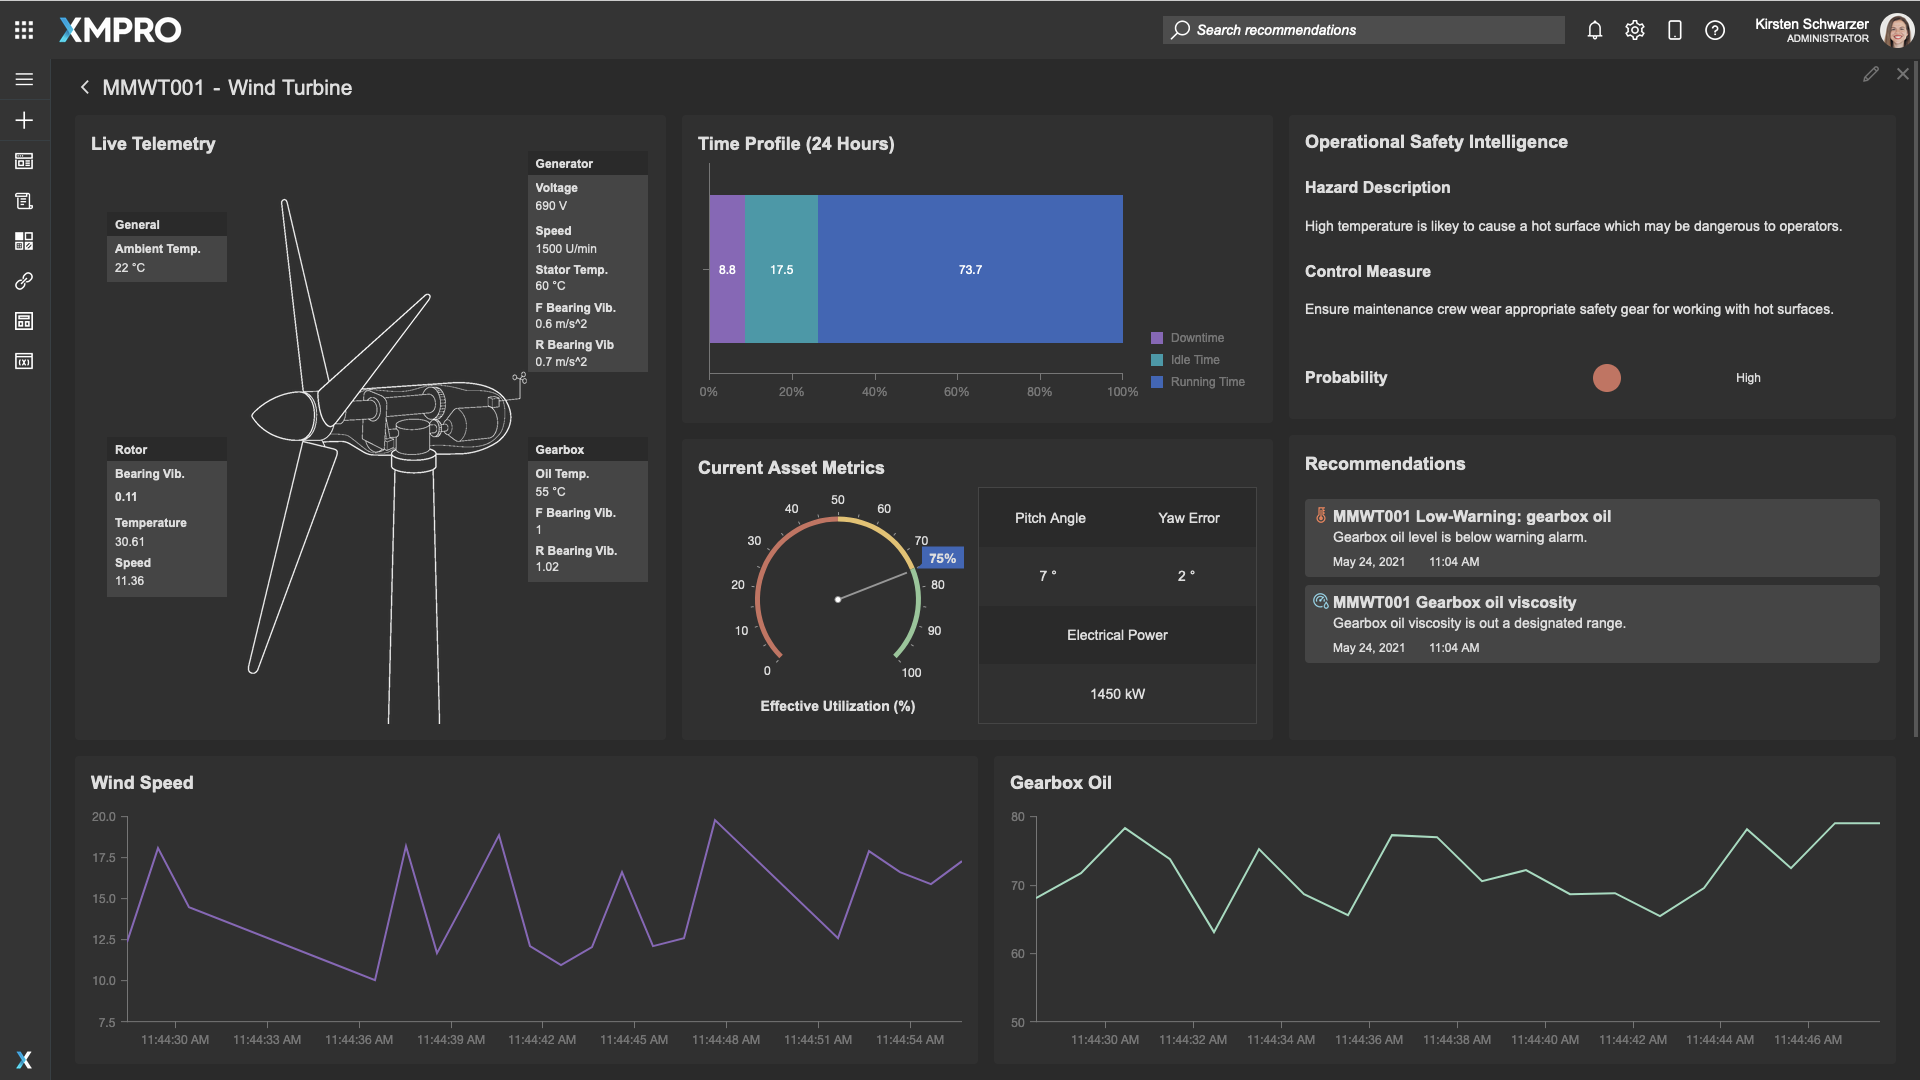 XMPRO
Search recommendations
Kirsten Schwarzer
ADMINISTRATOR
MMWT001 - Wind Turbine
Live Telemetry
General
Ambient Temp.
22 °C
Generator
Voltage
690 V
Speed
1500 U/min
Stator Temp.
60 °C
F Bearing Vib.
0.6 m/s^2
R Bearing Vib
0.7 m/s^2
Rotor
Bearing Vib.
0.11
Temperature
30.61
Speed
11.36
Gearbox
Oil Temp.
55 °C
F Bearing Vib.
1
R Bearing Vib.
1.02
Time Profile (24 Hours)
8.8 17.5 73.7
Downtime
Idle Time
Running Time
0% 20% 40% 60% 80% 100%
Current Asset Metrics
0 10 20 30 40 50 60 70 80 90 100
75%
Effective Utilization (%)
Pitch Angle Yaw Error
7 ° 2 °
Electrical Power
1450 kW
Operational Safety Intelligence
Hazard Description
High temperature is likey to cause a hot surface which may be dangerous to operators.
Control Measure
Ensure maintenance crew wear appropriate safety gear for working with hot surfaces.
Probability High
Recommendations
MMWT001 Low-Warning: gearbox oil
Gearbox oil level is below warning alarm.
May 24, 2021 11:04 AM
MMWT001 Gearbox oil viscosity
Gearbox oil viscosity is out a designated range.
May 24, 2021 11:04 AM
Wind Speed
20.0
17.5
15.0
12.5
10.0
7.5
11:44:30 AM 11:44:33 AM 11:44:36 AM 11:44:39 AM 11:44:42 AM 11:44:45 AM 11:44:48 AM 11:44:51 AM 11:44:54 AM
Gearbox Oil
80
70
60
50
11:44:30 AM 11:44:32 AM 11:44:34 AM 11:44:36 AM 11:44:38 AM 11:44:40 AM 11:44:42 AM 11:44:44 AM 11:44:46 AM